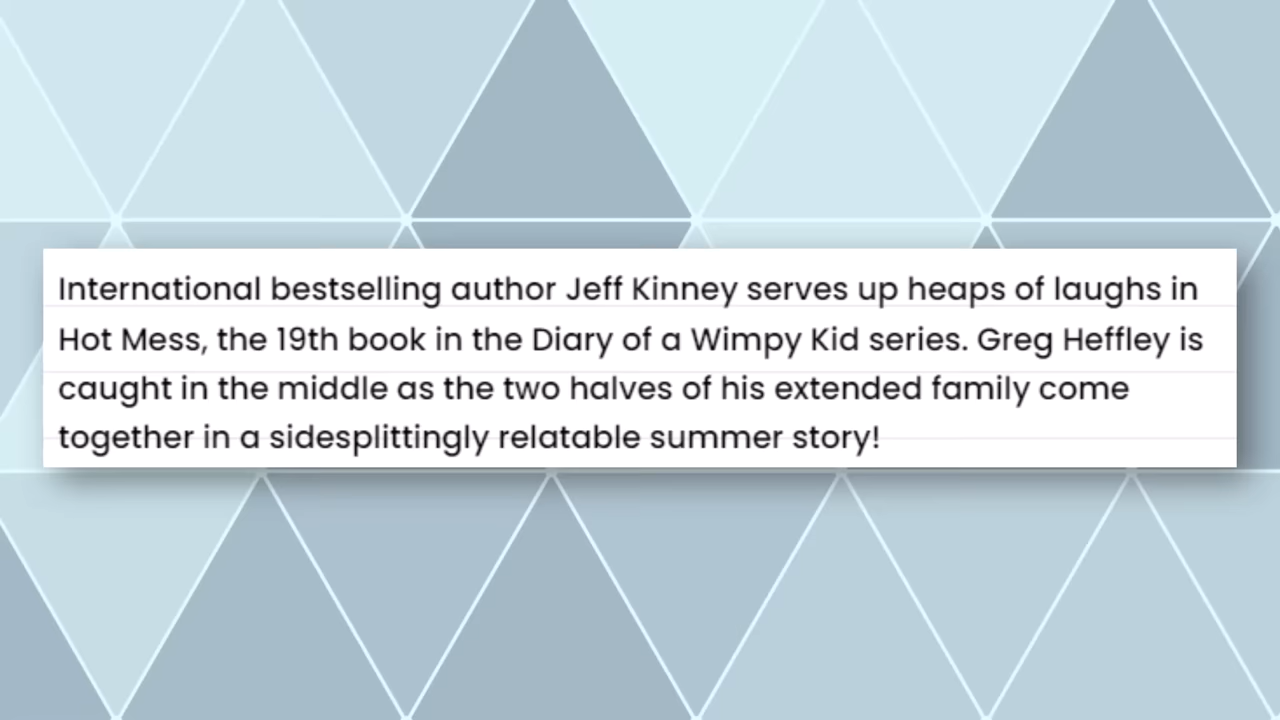 International bestselling author Jeff Kinney serves up heaps of laughs in
Hot Mess, the 19th book in the Diary of a Wimpy Kid series. Greg Heffley is
caught in the middle as the two halves of his extended family come
together in a sidesplittingly relatable summer story!